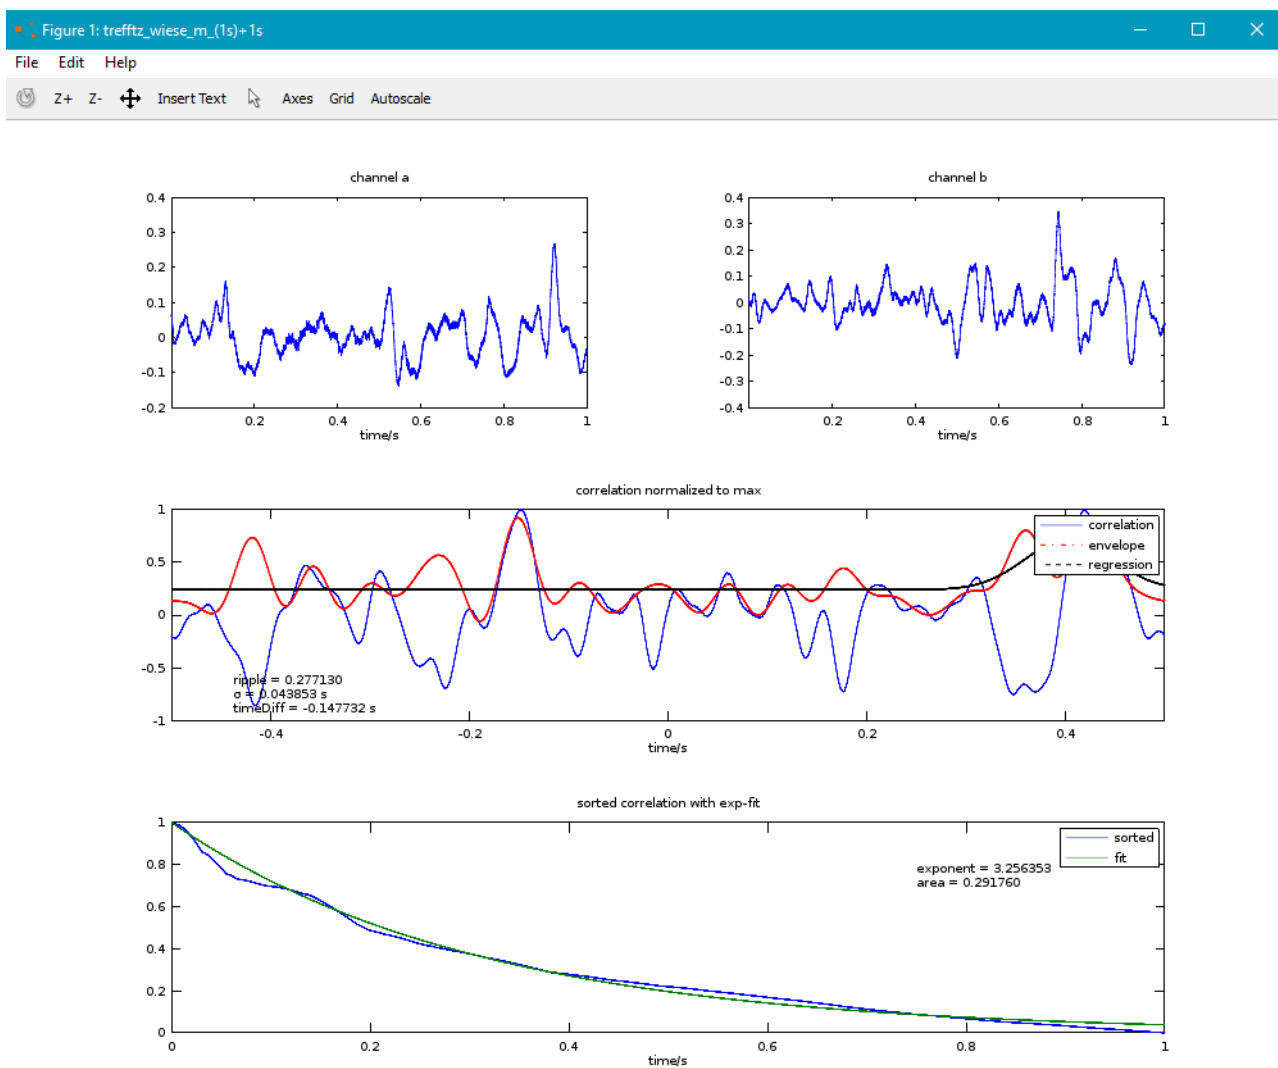 Figure 1: trefftz_wiese_m_(1s)+1s
File Edit Help
Z+ Z- Insert Text Axes Grid Autoscale
channel a
0.4
0.3
0.2
0.1
0
-0.1
-0.2
0.2 0.4 0.6 0.8 1
time/s
channel b
0.4
0.3
0.2
0.1
0
-0.1
-0.2
-0.3
-0.4
0.2 0.4 0.6 0.8 1
time/s
correlation normalized to max
1
0.5
0
-0.5
-1
correlation
envelope
regression
ripple = 0.277130
σ = 0.043853 s
timeDiff = -0.147732 s
-0.4 -0.2 0 0.2 0.4
time/s
sorted correlation with exp-fit
1
0.8
0.6
0.4
0.2
0
sorted
fit
exponent = 3.256353
area = 0.291760
0 0.2 0.4 0.6 0.8 1
time/s